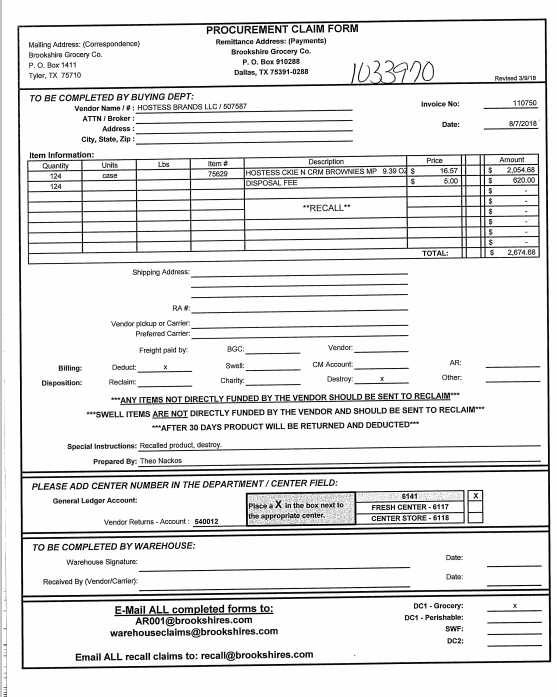 PROCUREMENT CLAIM FORM
Mailing Address: (Correspondence)
Brookshire Grocery Co.
P. O. Box 1411
Tyler, TX 75710
Remittance Address: (Payments)
Brookshire Grocery Co.
P. O. Box 910288
Dallas, TX 75391-0288
1033970
Revised 3/9/18
TO BE COMPLETED BY BUYING DEPT:
Vendor Name / # : HOSTESS BRANDS LLC / 507587
Invoice No: 110750
ATTN / Broker :
Address :
Date: 8/7/2018
City, State, Zip :
Item Information:
Quantity Units Lbs Item # Description Price Amount
124 case 75629 HOSTESS CKIE N CRM BROWNIES MP 9.39 OZ $ 16.57 $ 2,054.68
124 DISPOSAL FEE $ 5.00 $ 620.00
$ -
$ -
**RECALL** $ -
$ -
$ -
$ -
TOTAL: $ 2,674.68
Shipping Address:
RA #:
Vendor pickup or Carrier:
Preferred Carrier:
Freight paid by: BGC: Vendor:
Billing: Deduct: x Swell: CM Account: AR:
Disposition: Reclaim: Charity: Destroy: x Other:
***ANY ITEMS NOT DIRECTLY FUNDED BY THE VENDOR SHOULD BE SENT TO RECLAIM***
***SWELL ITEMS ARE NOT DIRECTLY FUNDED BY THE VENDOR AND SHOULD BE SENT TO RECLAIM***
***AFTER 30 DAYS PRODUCT WILL BE RETURNED AND DEDUCTED***
Special Instructions: Recalled product, destroy.
Prepared By: Theo Nackos
PLEASE ADD CENTER NUMBER IN THE DEPARTMENT / CENTER FIELD:
General Ledger Account:
Vendor Returns - Account : 540012
Place a X in the box next to
the appropriate center.
6141 X
FRESH CENTER - 6117
CENTER STORE - 6118
TO BE COMPLETED BY WAREHOUSE:
Warehouse Signature: Date:
Received By (Vendor/Carrier): Date:
E-Mail ALL completed forms to:
AR001@brookshires.com
warehouseclaims@brookshires.com
Email ALL recall claims to: recall@brookshires.com
DC1 - Grocery: x
DC1 - Perishable:
SWF:
DC2: